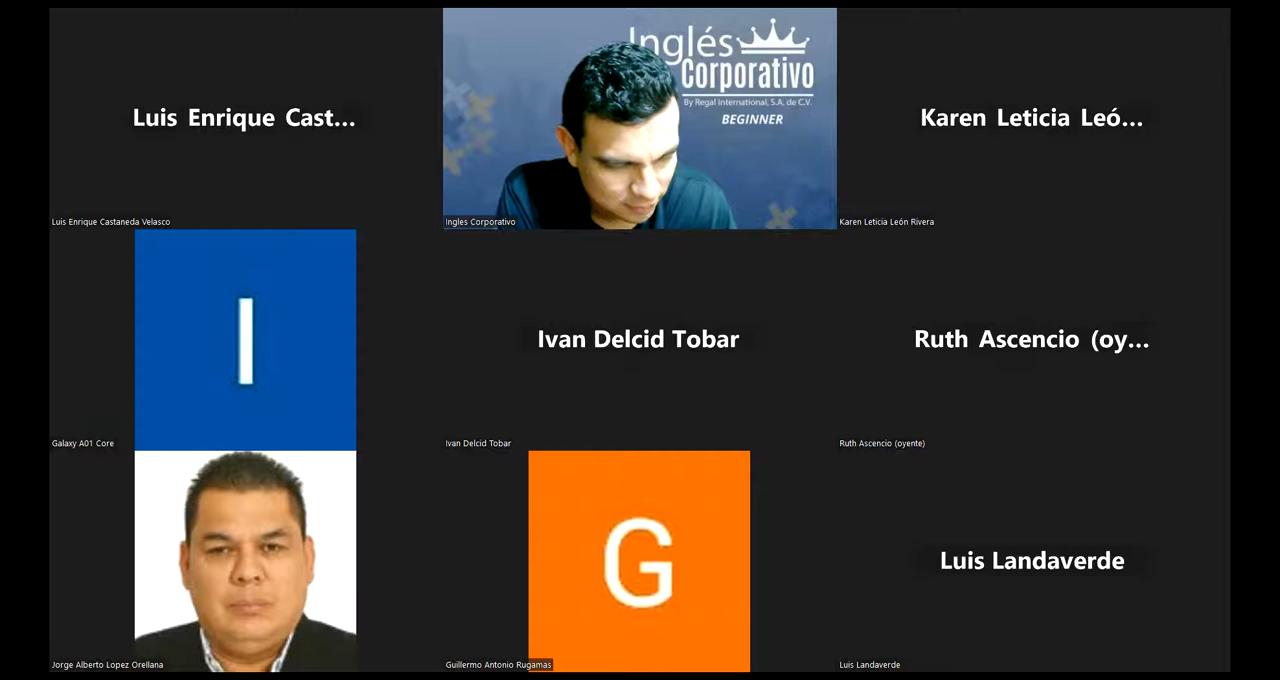 Luis Enrique Cast...
Luis Enrique Castaneda Velasco
Inglés
Corporativo
By Regal International, S.A. de C.V.
BEGINNER
Ingles Corporativo
Karen Leticia Leó...
Karen Leticia León Rivera
I
Galaxy A01 Core
Ivan Delcid Tobar
Ivan Delcid Tobar
Ruth Ascencio (oy...
Ruth Ascencio (oyente)
Jorge Alberto Lopez Orellana
G
Guillermo Antonio Rugamas
Luis Landaverde
Luis Landaverde